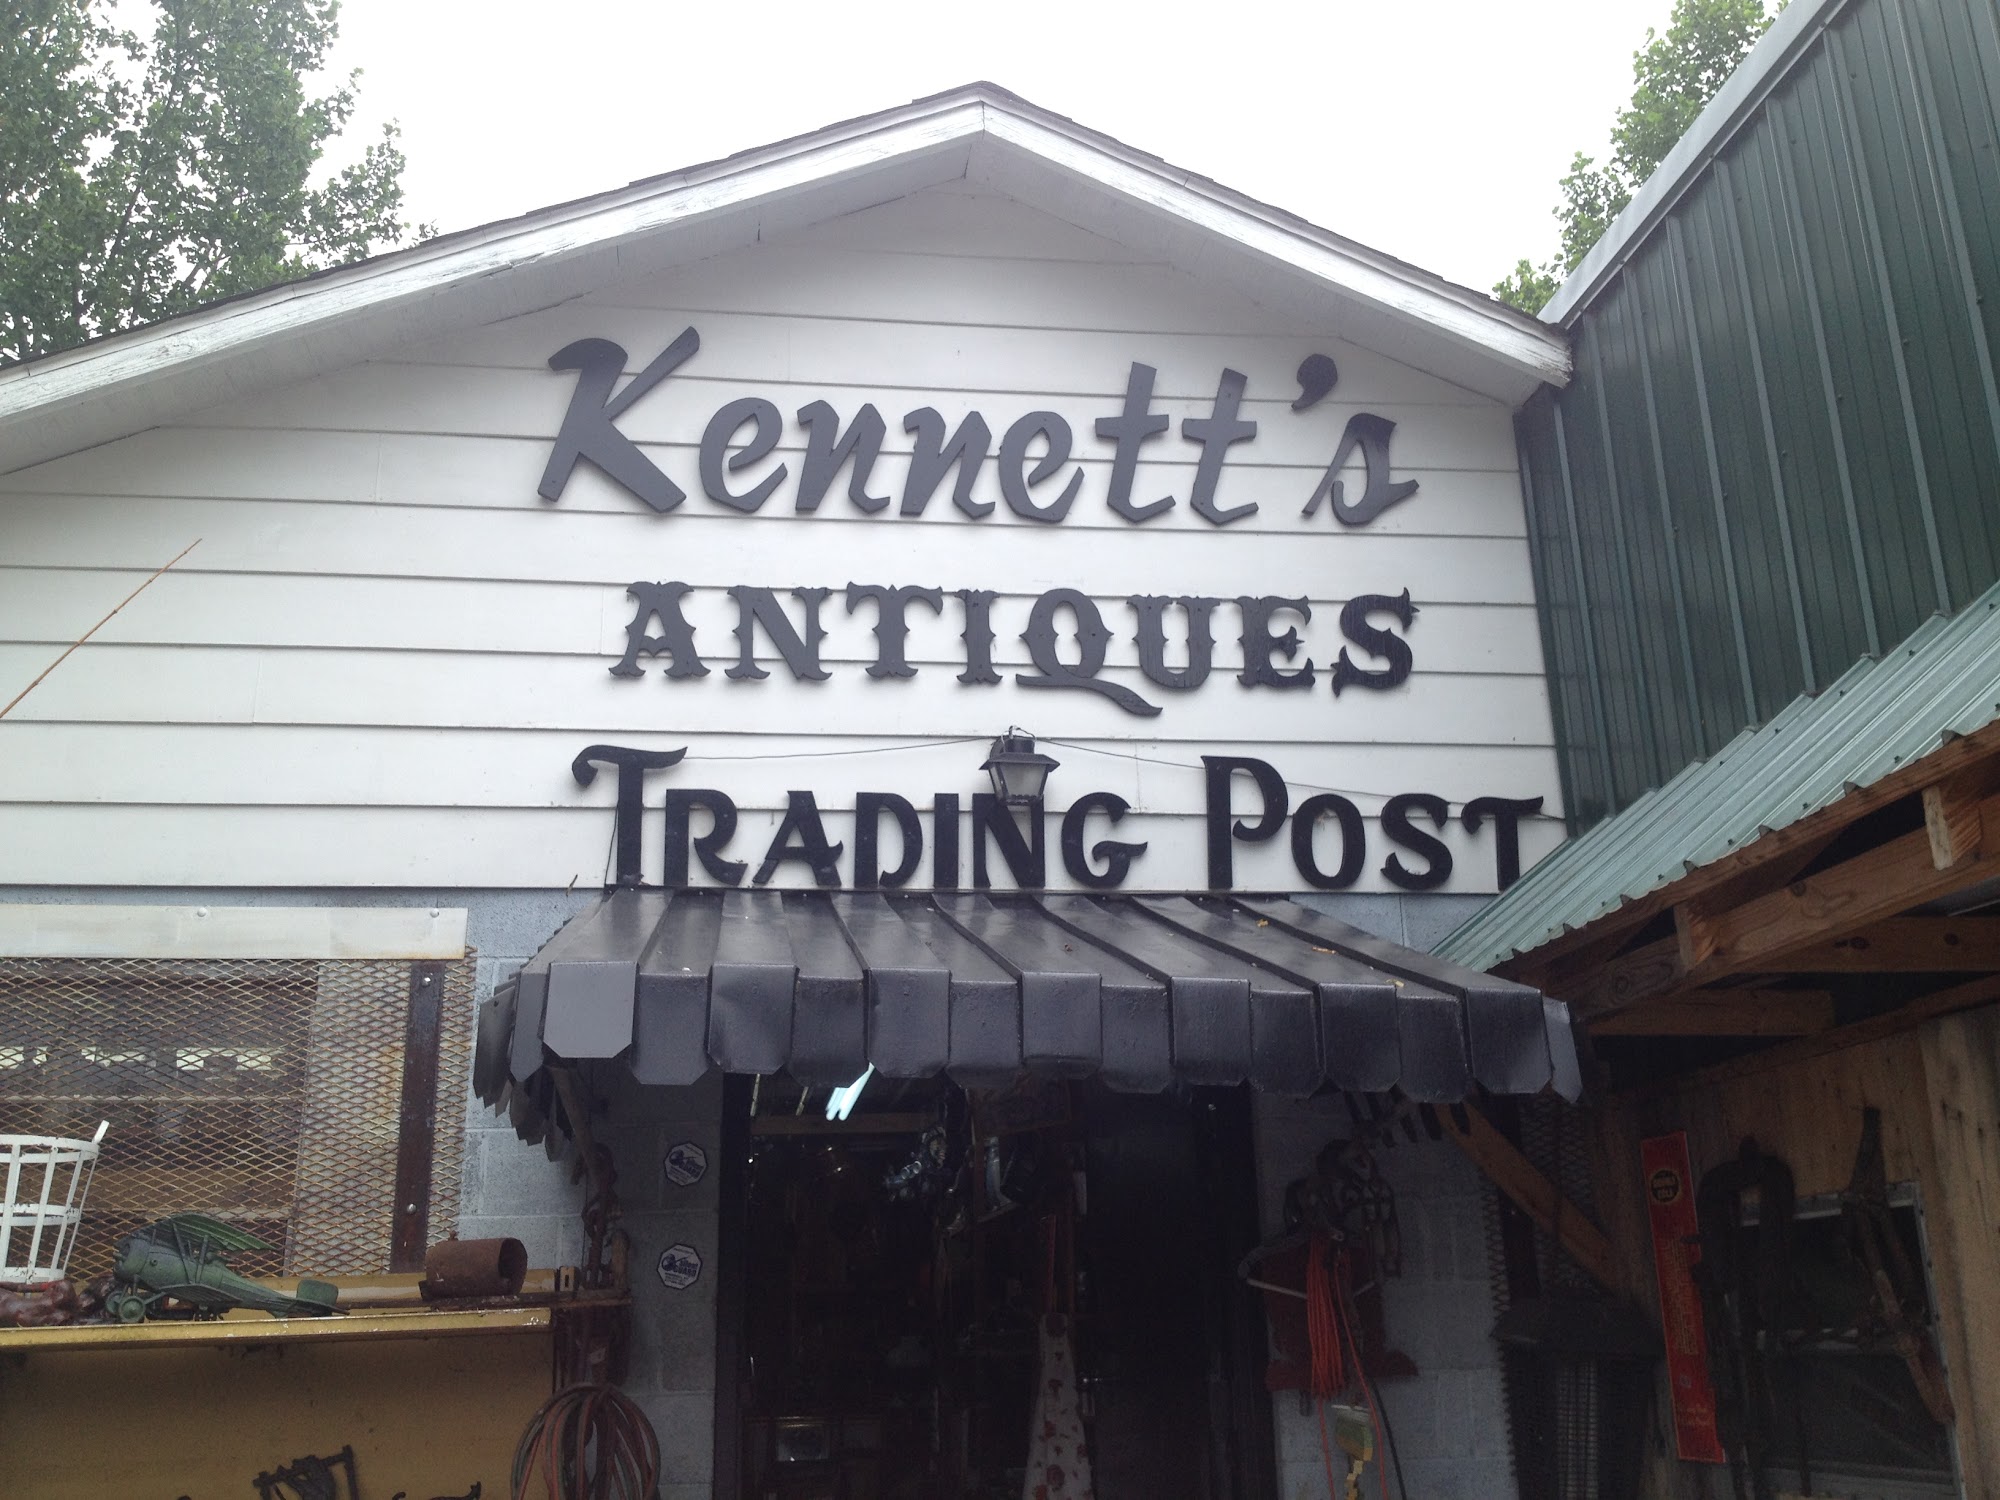 Kennett's
ANTIQUES
TRADING POST